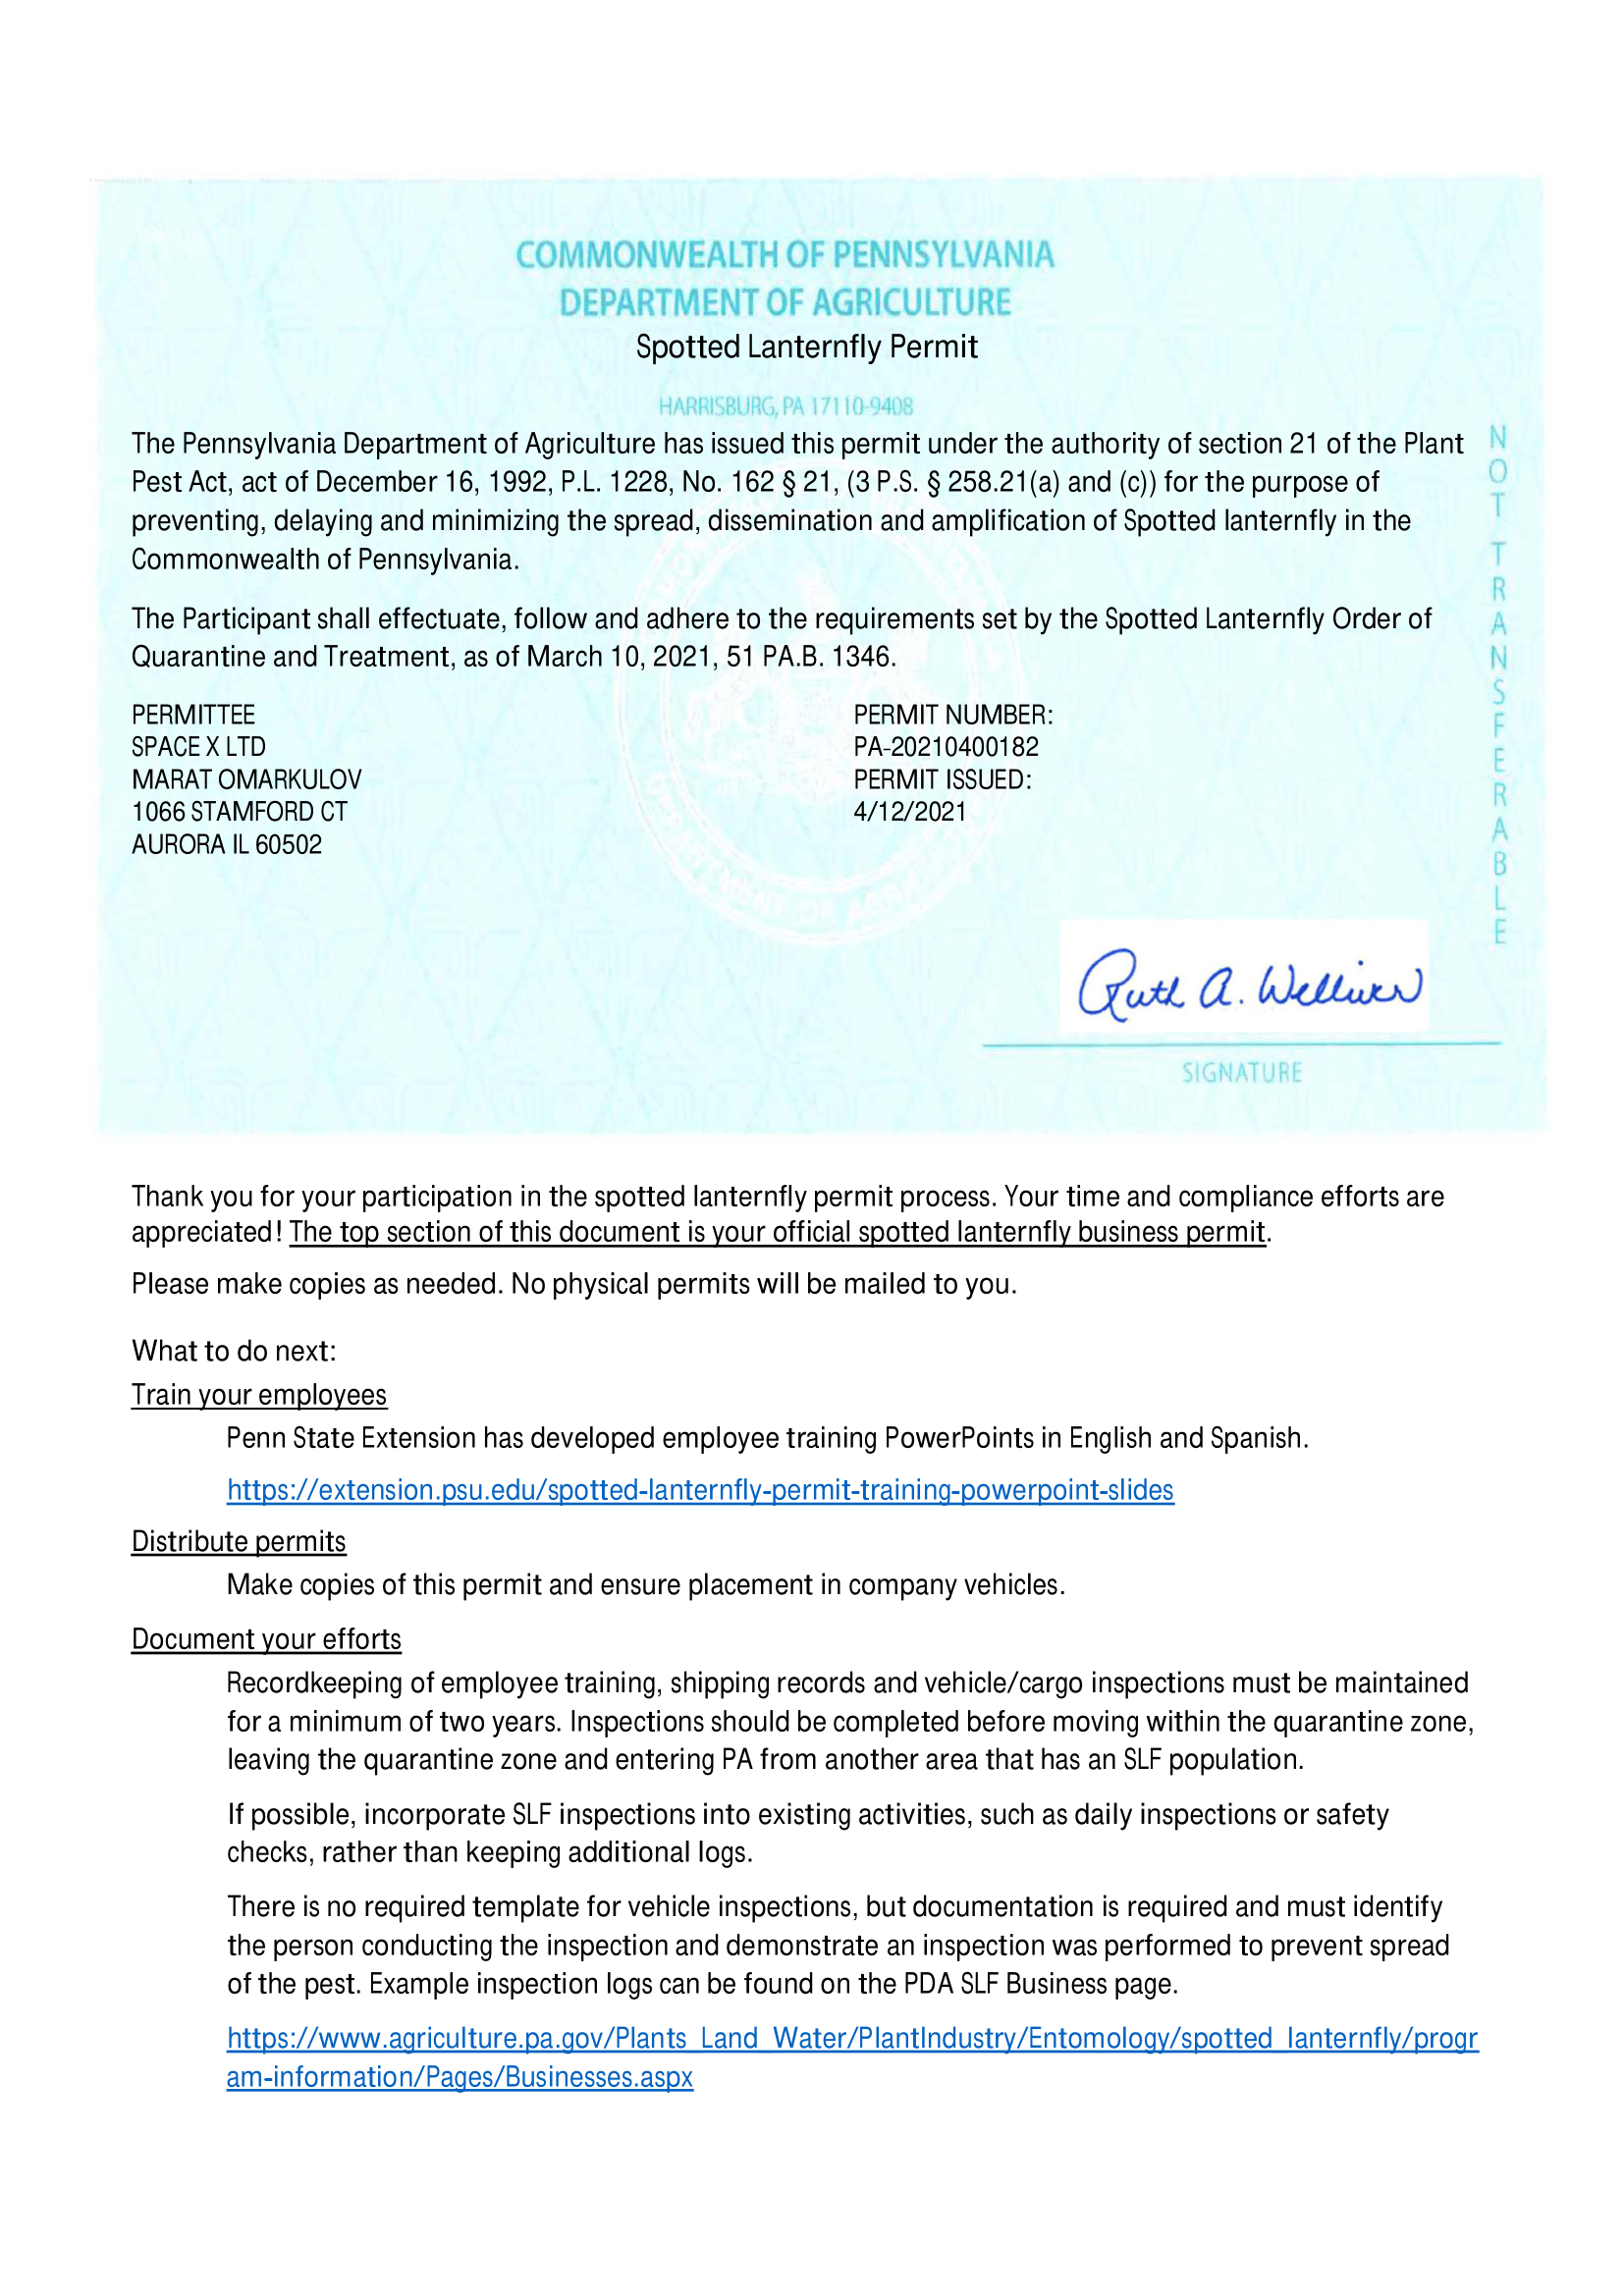 COMMONWEALTH OF PENNSYLVANIA
DEPARTMENT OF AGRICULTURE
Spotted Lanternfly Permit
HARRISBURG, PA 17110-9408
The Pennsylvania Department of Agriculture has issued this permit under the authority of section 21 of the Plant
Pest Act, act of December 16, 1992, P.L. 1228, No. 162 § 21, (3 P.S. § 258.21(a) and (c)) for the purpose of
preventing, delaying and minimizing the spread, dissemination and amplification of Spotted lanternfly in the
Commonwealth of Pennsylvania.
The Participant shall effectuate, follow and adhere to the requirements set by the Spotted Lanternfly Order of
Quarantine and Treatment, as of March 10, 2021, 51 PA.B. 1346.
PERMITTEE
SPACE X LTD
MARAT OMARKULOV
1066 STAMFORD CT
AURORA IL 60502
PERMIT NUMBER:
PA-20210400182
PERMIT ISSUED:
4/12/2021
NOT TRANSFERABLE
Ruth A. Welliver
SIGNATURE
Thank you for your participation in the spotted lanternfly permit process. Your time and compliance efforts are
appreciated! The top section of this document is your official spotted lanternfly business permit.
Please make copies as needed. No physical permits will be mailed to you.
What to do next:
Train your employees
Penn State Extension has developed employee training PowerPoints in English and Spanish.
https://extension.psu.edu/spotted-lanternfly-permit-training-powerpoint-slides
Distribute permits
Make copies of this permit and ensure placement in company vehicles.
Document your efforts
Recordkeeping of employee training, shipping records and vehicle/cargo inspections must be maintained
for a minimum of two years. Inspections should be completed before moving within the quarantine zone,
leaving the quarantine zone and entering PA from another area that has an SLF population.
If possible, incorporate SLF inspections into existing activities, such as daily inspections or safety
checks, rather than keeping additional logs.
There is no required template for vehicle inspections, but documentation is required and must identify
the person conducting the inspection and demonstrate an inspection was performed to prevent spread
of the pest. Example inspection logs can be found on the PDA SLF Business page.
https://www.agriculture.pa.gov/Plants_Land_Water/PlantIndustry/Entomology/spotted_lanternfly/progr
am-information/Pages/Businesses.aspx